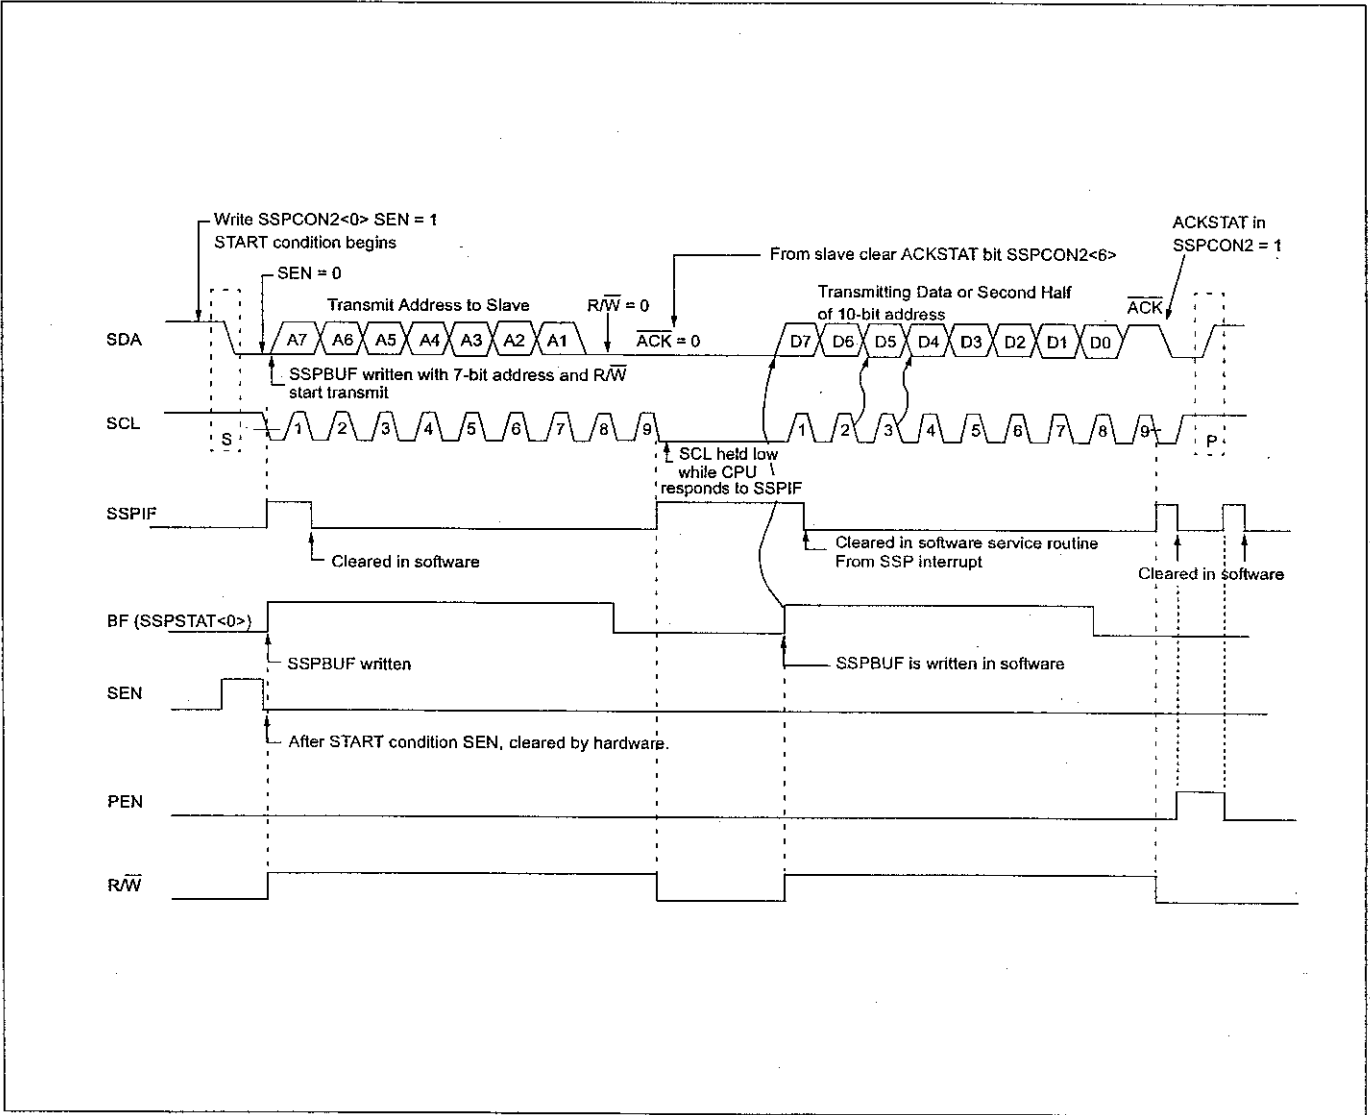 Write SSPCON2<0> SEN = 1
START condition begins
ACKSTAT in
SSPCON2 = 1
From slave clear ACKSTAT bit SSPCON2<6>
SEN = 0
Transmit Address to Slave
R/W̅ = 0
Transmitting Data or Second Half
of 10-bit address
A̅C̅K̅
SDA
A7 A6 A5 A4 A3 A2 A1
A̅C̅K̅ = 0
D7 D6 D5 D4 D3 D2 D1 D0
SSPBUF written with 7-bit address and R/W̅
start transmit
SCL
S
1 2 3 4 5 6 7 8 9
1 2 3 4 5 6 7 8 9
P
SCL held low
while CPU
responds to SSPIF
SSPIF
Cleared in software
Cleared in software service routine
From SSP interrupt
Cleared in software
BF (SSPSTAT<0>)
SSPBUF written
SSPBUF is written in software
SEN
After START condition SEN, cleared by hardware.
PEN
R/W̅